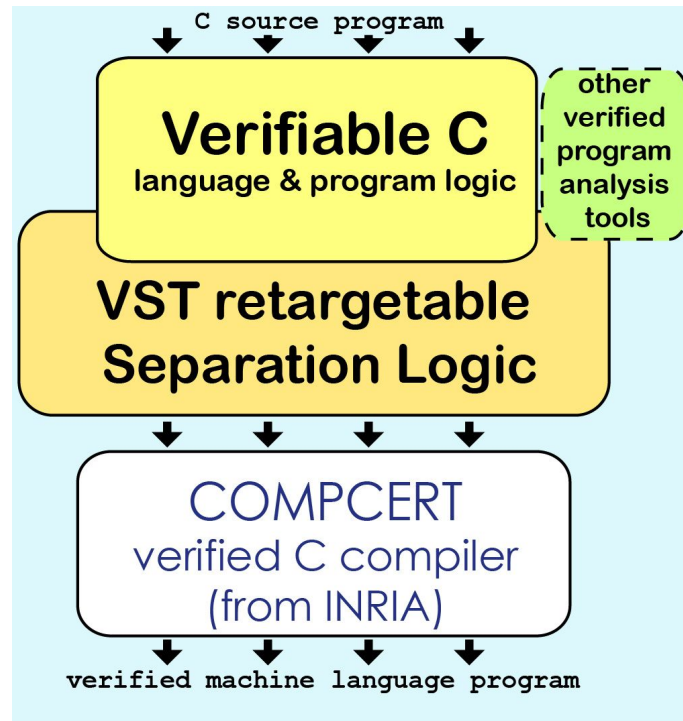 C source program
Verifiable C
language & program logic
other
verified
program
analysis
tools
VST retargetable
Separation Logic
COMPCERT
verified C compiler
(from INRIA)
verified machine language program